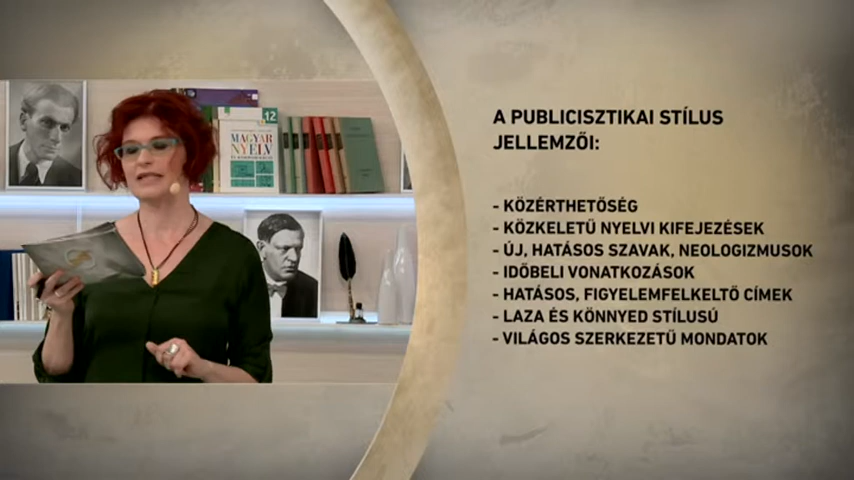 A PUBLICISZTIKAI STÍLUS
JELLEMZŐI:
- KÖZÉRTHETŐSÉG
- KÖZKELETŰ NYELVI KIFEJEZÉSEK
- ÚJ, HATÁSOS SZAVAK, NEOLOGIZMUSOK
- IDŐBELI VONATKOZÁSOK
- HATÁSOS, FIGYELEMFELKELTŐ CÍMEK
- LAZA ÉS KÖNNYED STÍLUSÚ
- VILÁGOS SZERKEZETŰ MONDATOK
12
MAGYAR
NYELV